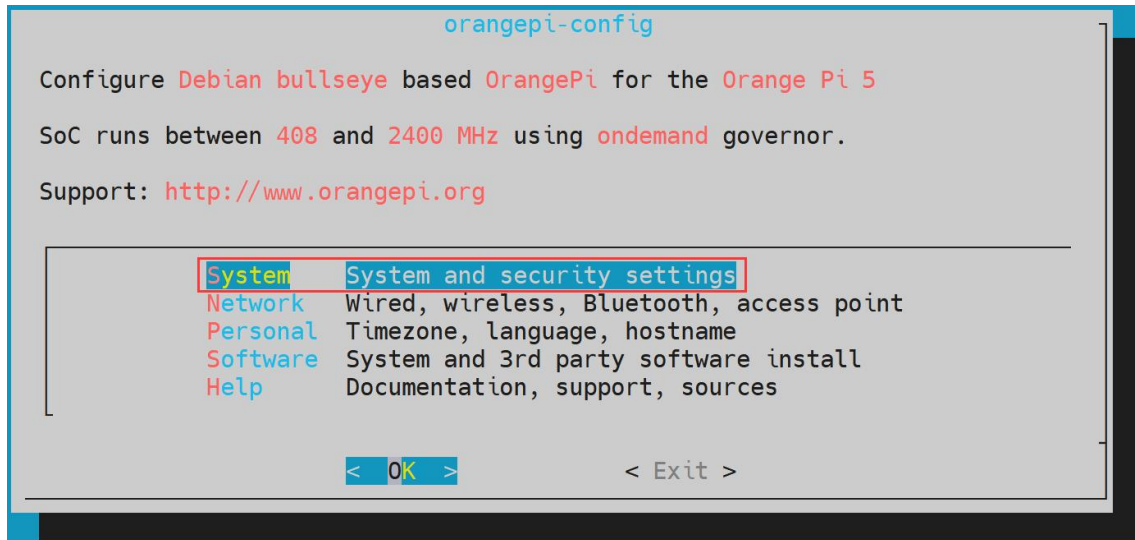 orangepi-config
Configure Debian bullseye based OrangePi for the Orange Pi 5
SoC runs between 408 and 2400 MHz using ondemand governor.
Support: http://www.orangepi.org
System System and security settings
Network Wired, wireless, Bluetooth, access point
Personal Timezone, language, hostname
Software System and 3rd party software install
Help Documentation, support, sources
< OK > < Exit >